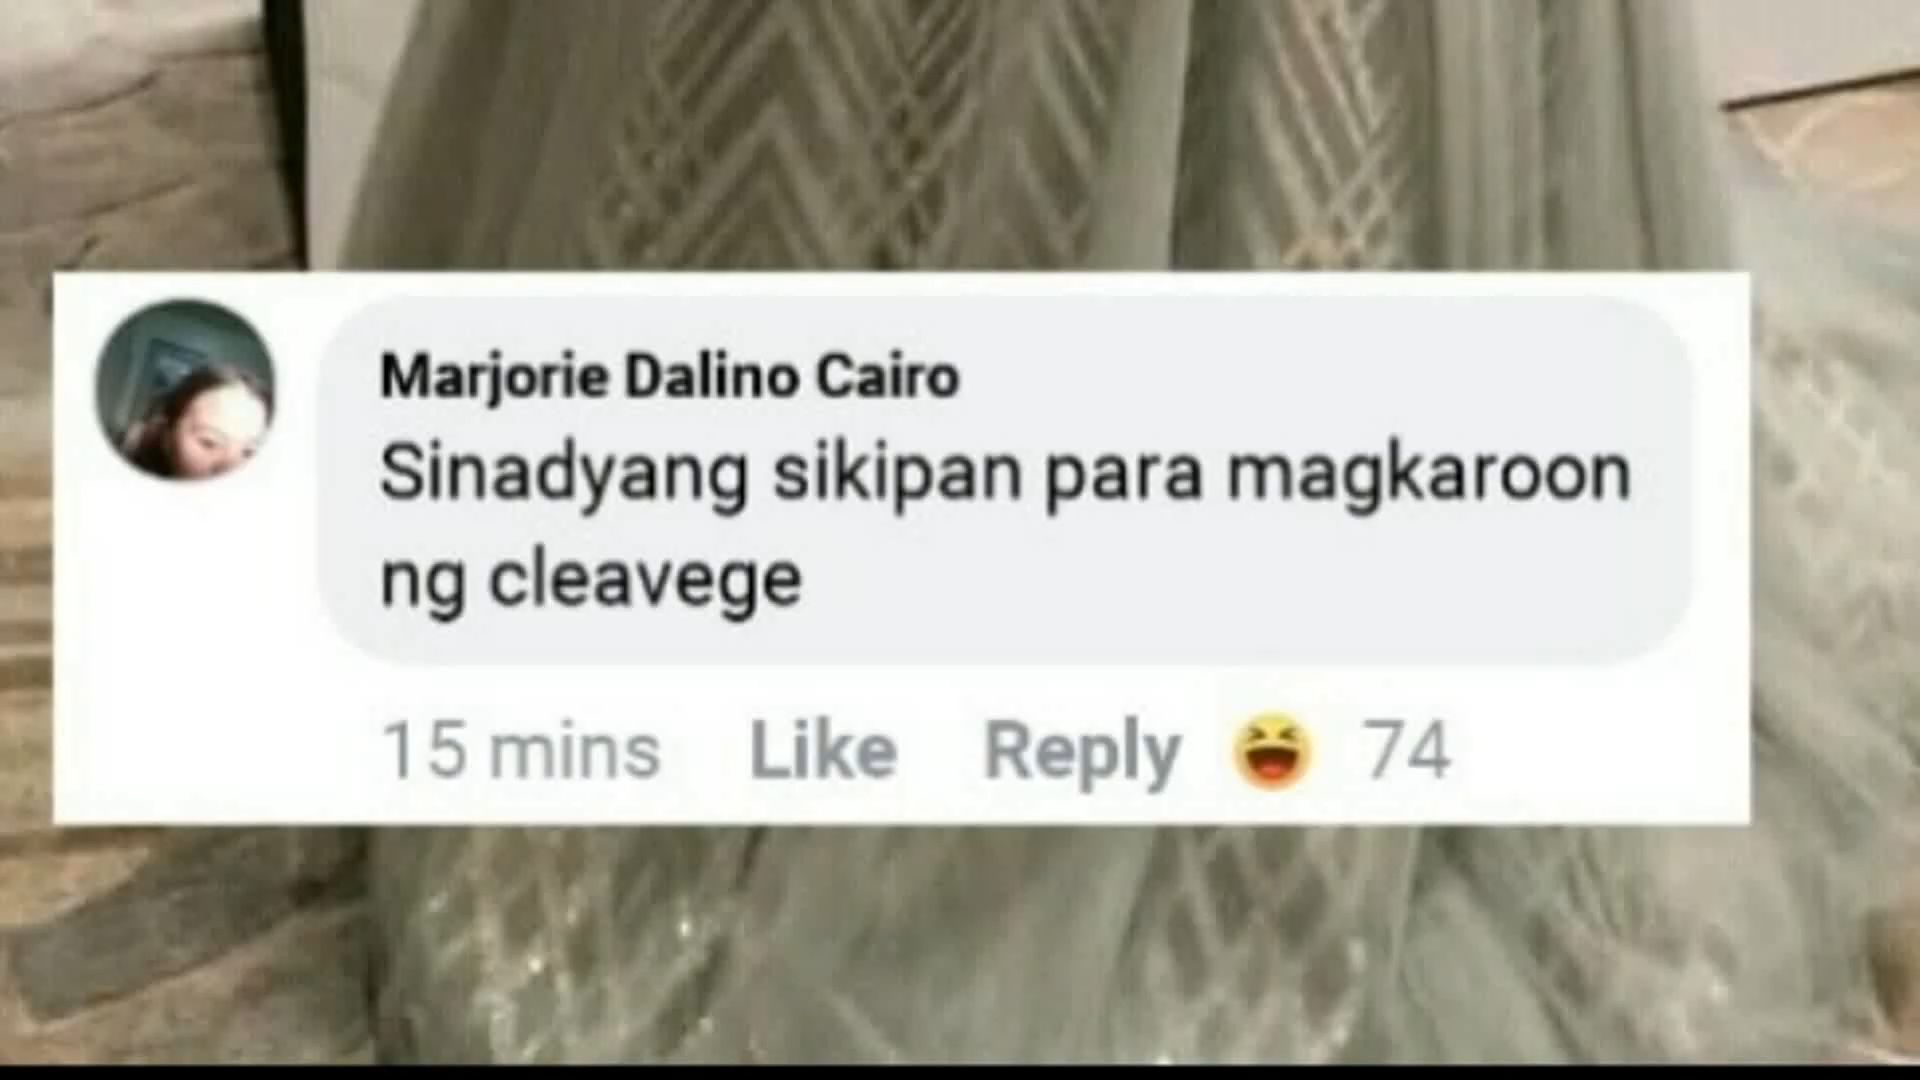 Marjorie Dalino Cairo
Sinadyang sikipan para magkaroon
ng cleavege
15 mins Like Reply 74